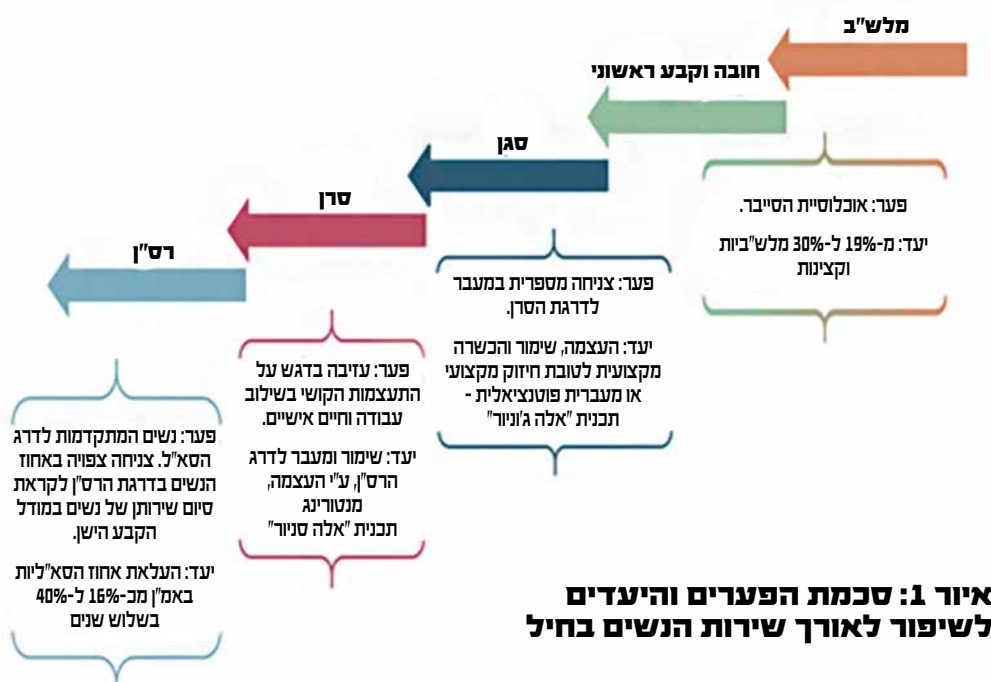 מלש"ב
חובה וקבע ראשוני
סגן
סרן
רס"ן
פער: אוכלוסיית הסייבר.
יעד: מ-19% ל-30% מלש"ביות
וקצינות
פער: צניחה מספרית במעבר
לדרגת הסרן.
יעד: העצמה, שימור והכשרה
מקצועית לטובת חיזוק מקצועי
או מעברית פוטנציאלית -
תכנית "אלה ג'וניור"
פער: עזיבה בדגש על
התעצמות הקושי בשילוב
עבודה וחיים אישיים.
יעד: שימור ומעבר לדרג
הרס"ן, ע"י העצמה,
מנטורינג
תכנית "אלה סניור"
פער: נשים המתקדמות לדרג
הסא"ל. צניחה צפויה באחוז
הנשים בדרגת הרס"ן לקראת
סיום שירותן של נשים במודל
הקבע הישן.
יעד: העלאת אחוז הסא"ליות
באמ"ן מכ-16% ל-40%
בשלוש שנים
איור 1: סכמת הפערים והיעדים
לשיפור לאורך שירות הנשים בחיל